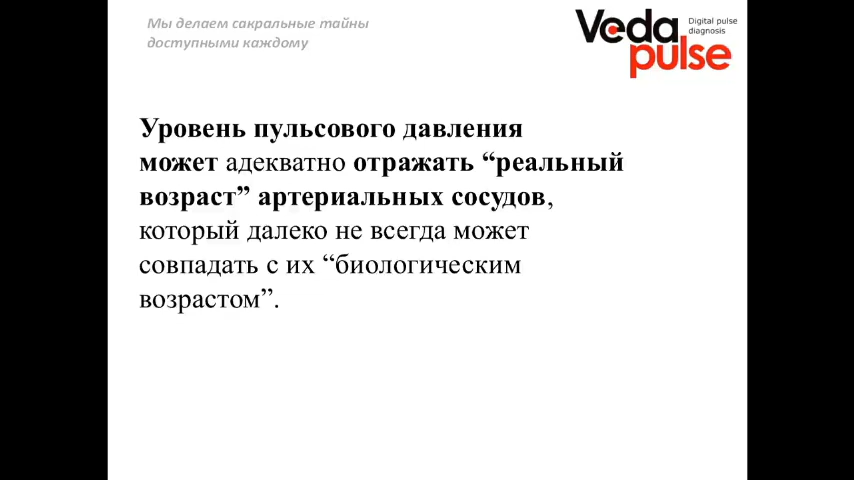 Мы делаем сакральные тайны
доступными каждому
Veda
pulse
Digital pulse
diagnosis
Уровень пульсового давления
может адекватно отражать “реальный
возраст” артериальных сосудов,
который далеко не всегда может
совпадать с их “биологическим
возрастом”.